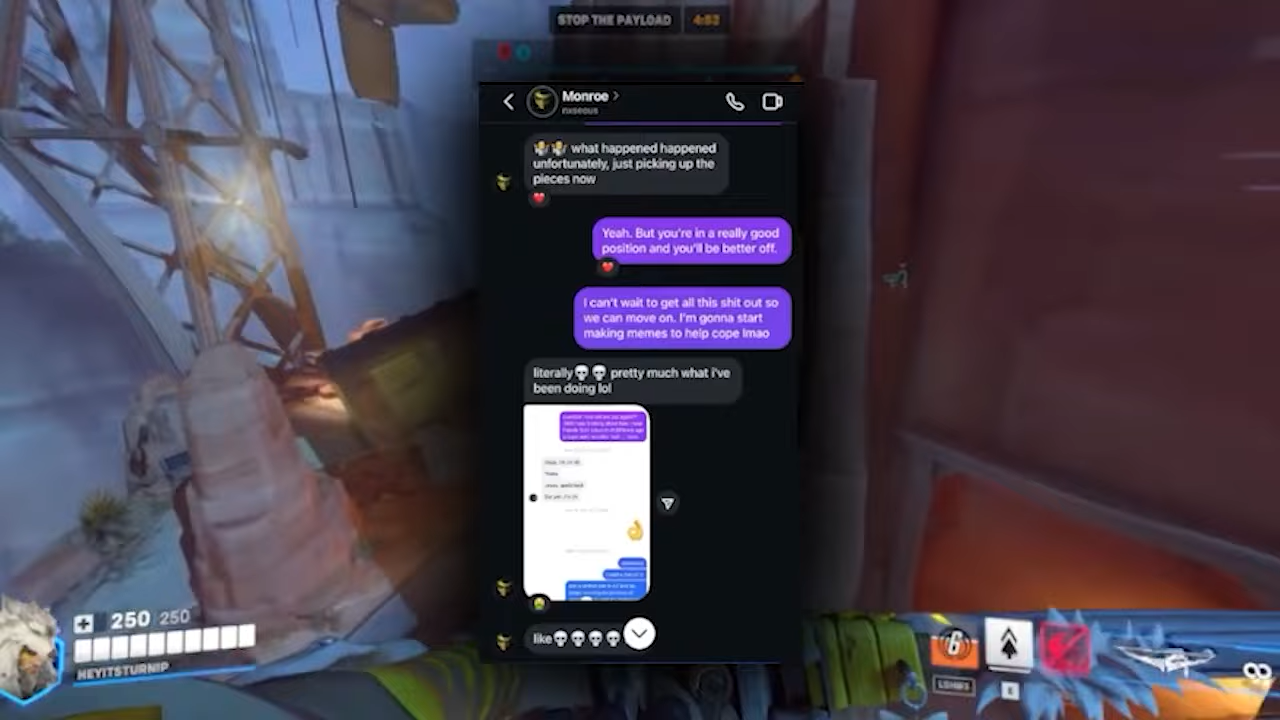 STOP THE PAYLOAD 4:53
Monroe
nxseous
what happened happened
unfortunately, just picking up the
pieces now
Yeah. But you're in a really good
position and you'll be better off.
I can't wait to get all this shit out so
we can move on. I'm gonna start
making memes to help cope lmao
literally💀💀 pretty much what i've
been doing lol
like💀💀💀💀
250 250
HEYITSTURNIP
6
LSHIFT
E